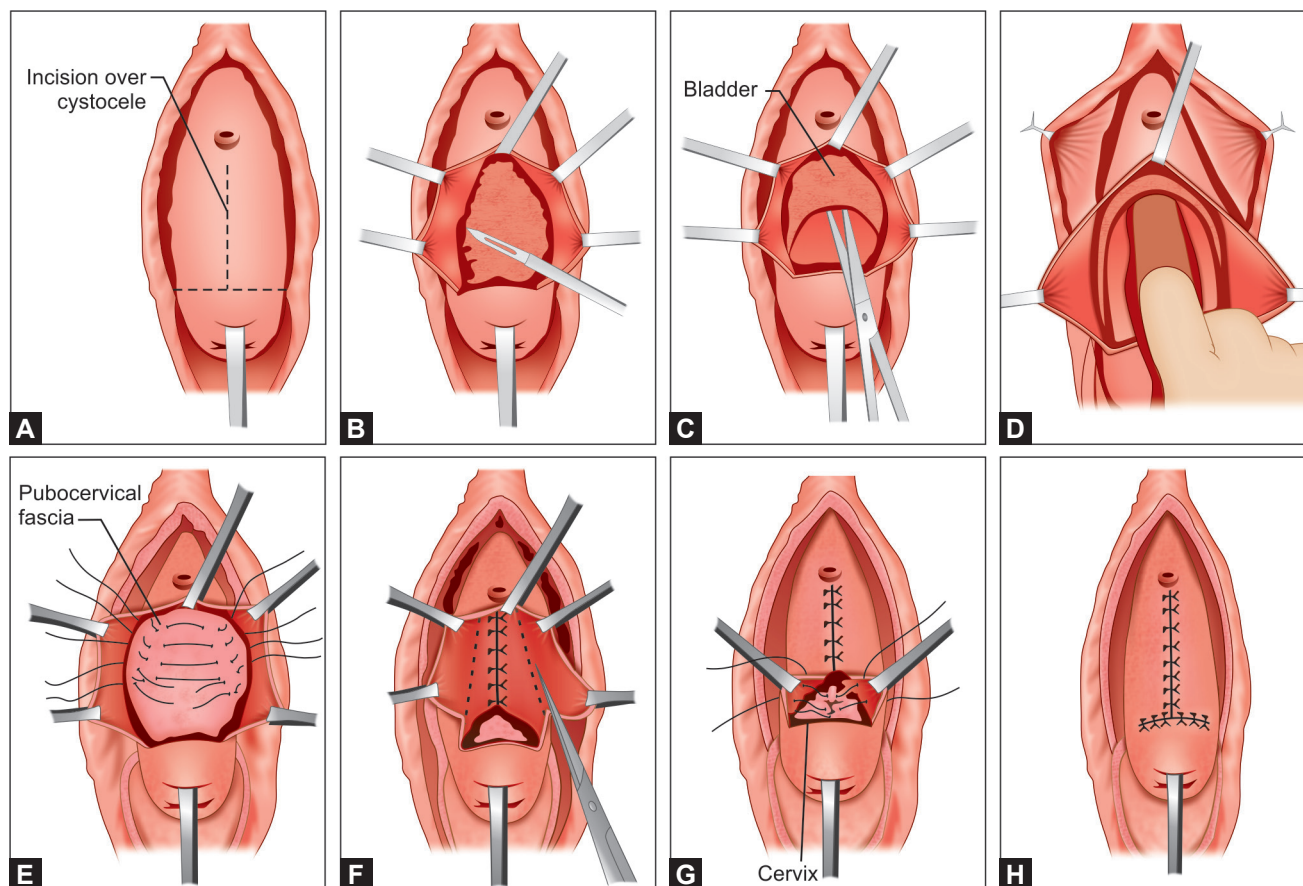 Incision over
cystocele
A
B
Bladder
C
D
Pubocervical
fascia
E
F
Cervix
G
H